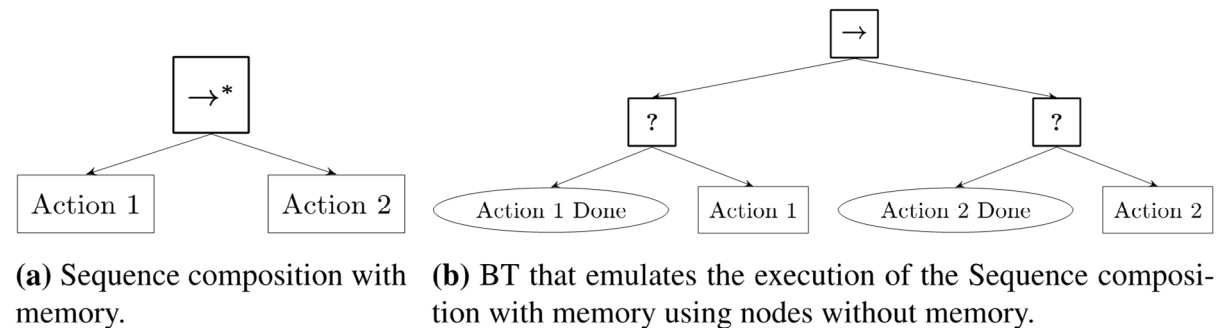 →
→*
? ?
Action 1 Action 2
Action 1 Done Action 1 Action 2 Done Action 2
(a) Sequence composition with
memory.
(b) BT that emulates the execution of the Sequence composi-
tion with memory using nodes without memory.